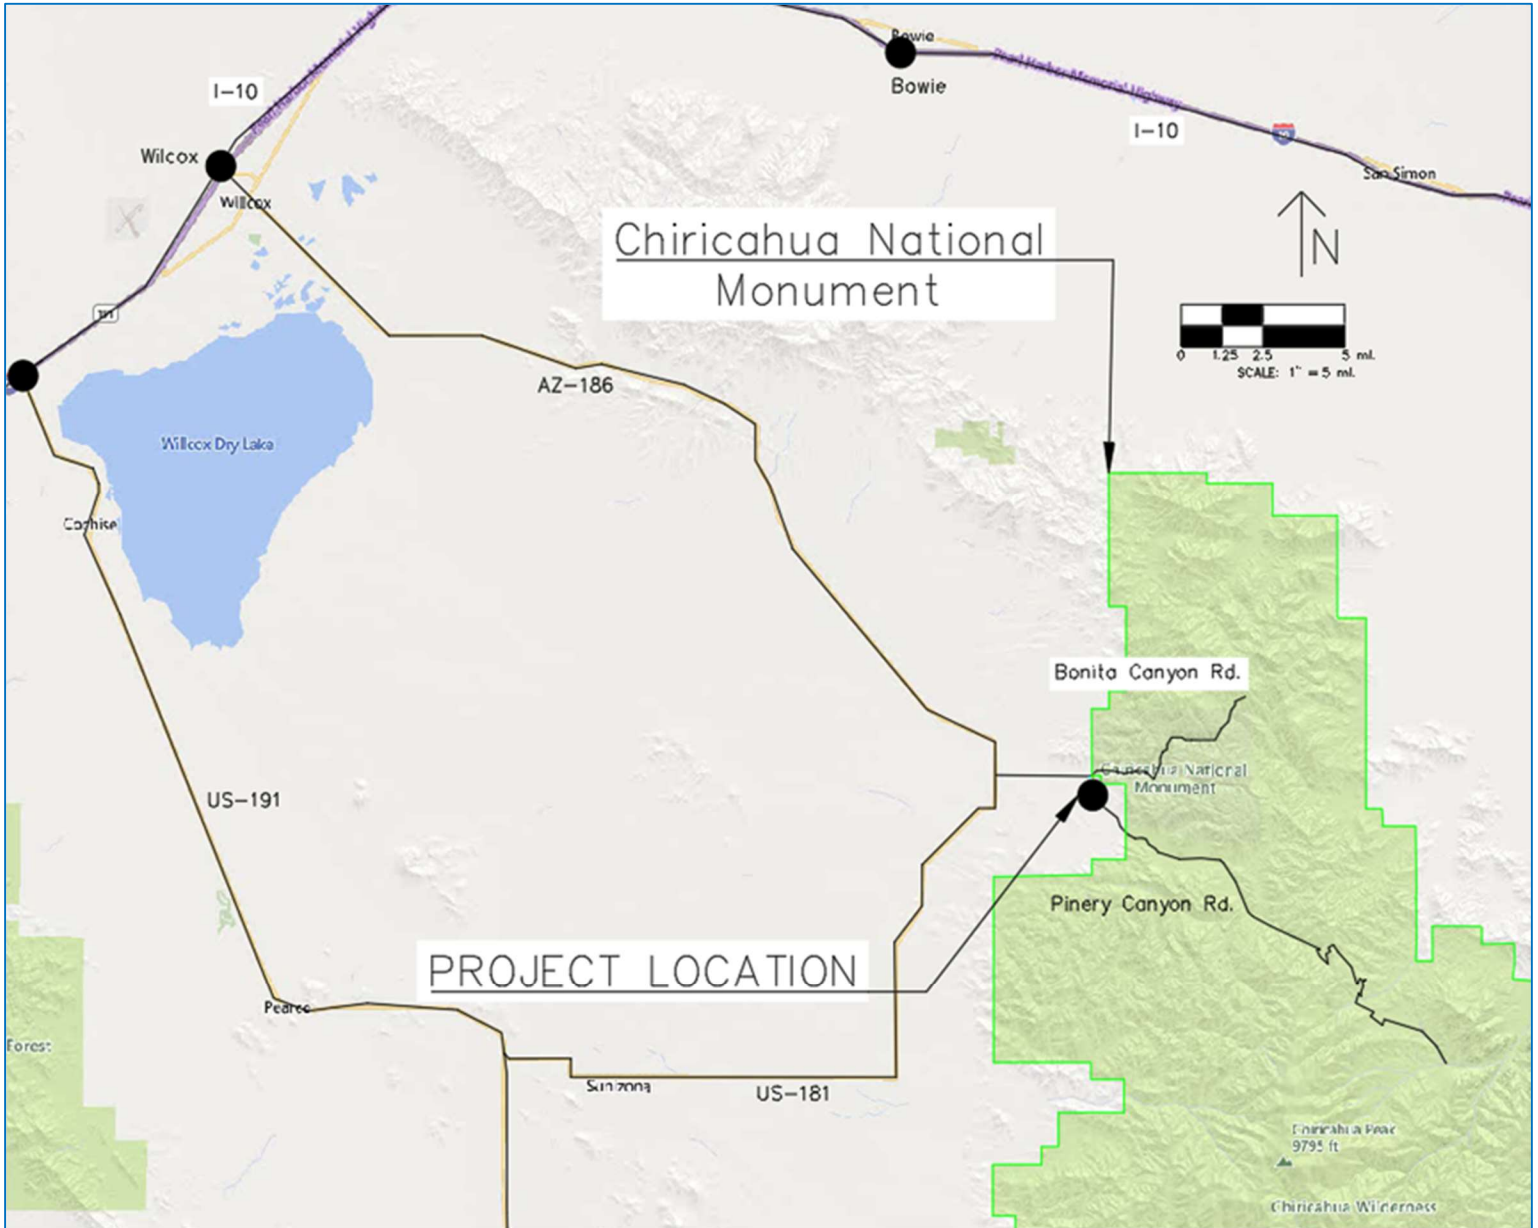 Bowie
Bowie
I-10
Pearl Harbor Memorial Highway
I-10
Wilcox
San Simon
Willcox
Chiricahua National
Monument
N
191
0 1.25 2.5 5 mi.
SCALE: 1" = 5 mi.
AZ-186
Willcox Dry Lake
Cochise
Bonita Canyon Rd.
Chiricahua National
Monument
US-191
Pinery Canyon Rd.
PROJECT LOCATION
Pearce
Forest
Sunizona
US-181
Chiricahua Peak
9795 ft
Chiricahua Wilderness